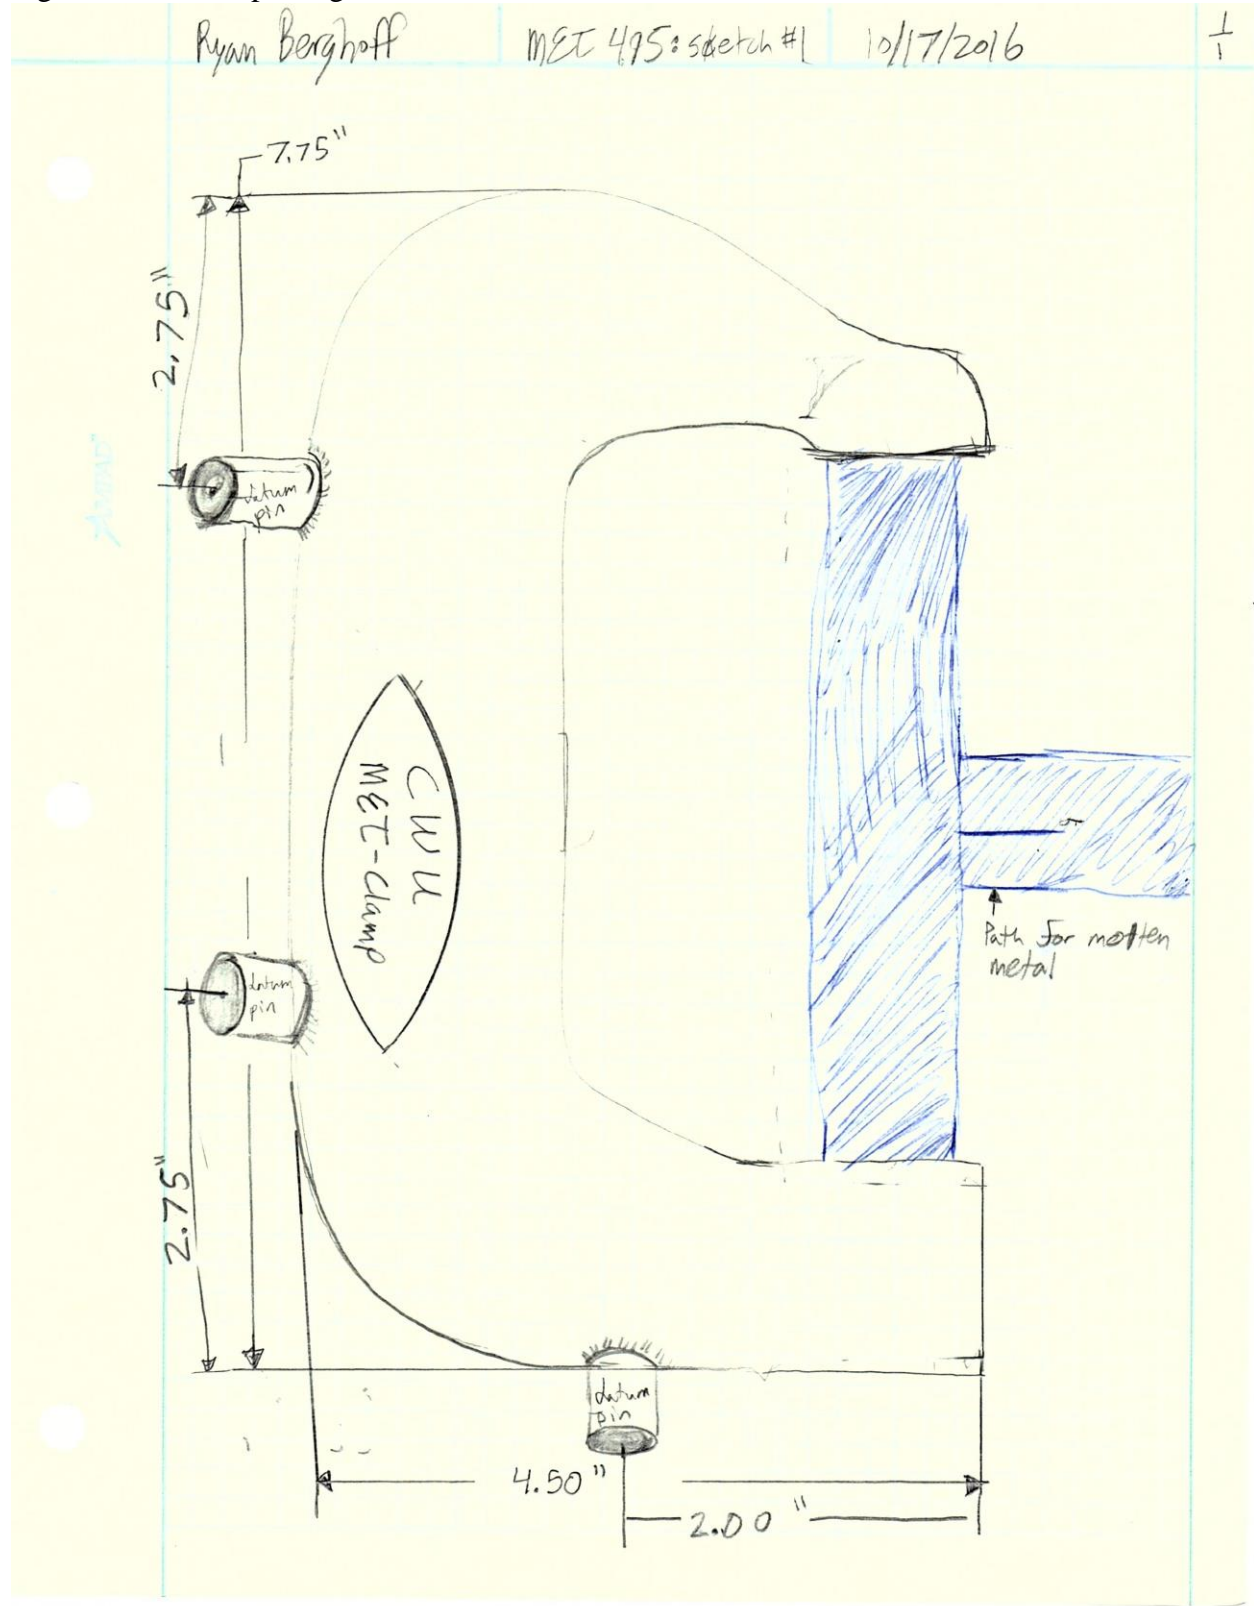 Ryan Berghoff
MET 495: sketch #1
10/17/2016
1/1
7.75"
2.75"
datum
pin
CWU
MET-Clamp
Path for molten
metal
datum
pin
2.75"
datum
pin
4.50"
2.00"